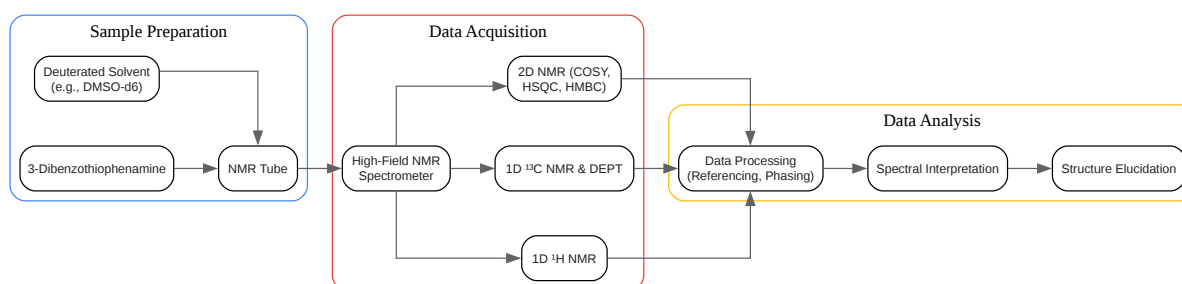 Sample Preparation
Deuterated Solvent
(e.g., DMSO-d6)
3-Dibenzothiophenamine
NMR Tube
Data Acquisition
High-Field NMR
Spectrometer
2D NMR (COSY,
HSQC, HMBC)
1D ¹³C NMR & DEPT
1D ¹H NMR
Data Analysis
Data Processing
(Referencing, Phasing)
Spectral Interpretation
Structure Elucidation